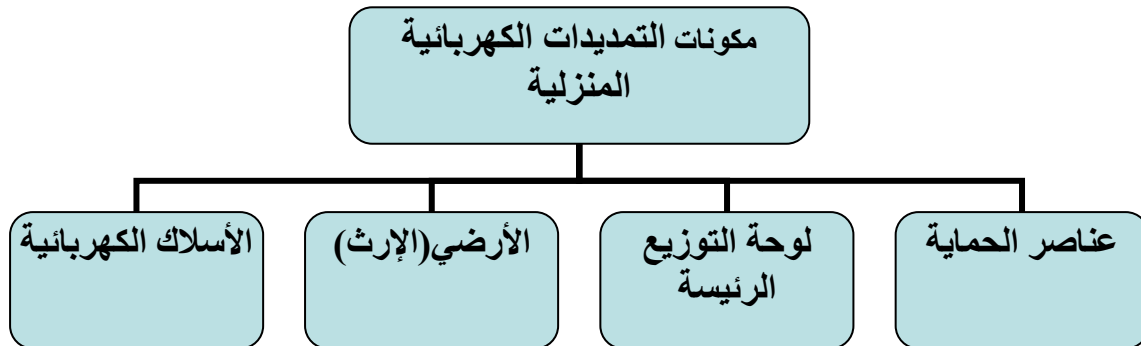 مكونات التمديدات الكهربائية
المنزلية
عناصر الحماية
لوحة التوزيع
الرئيسة
الأرضي(الإرث)
الأسلاك الكهربائية